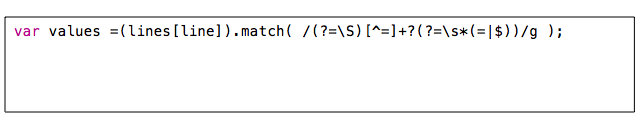 var values =(lines[line]).match( /(?=\S)[^=]+?(?=\s*(=|$))/g );